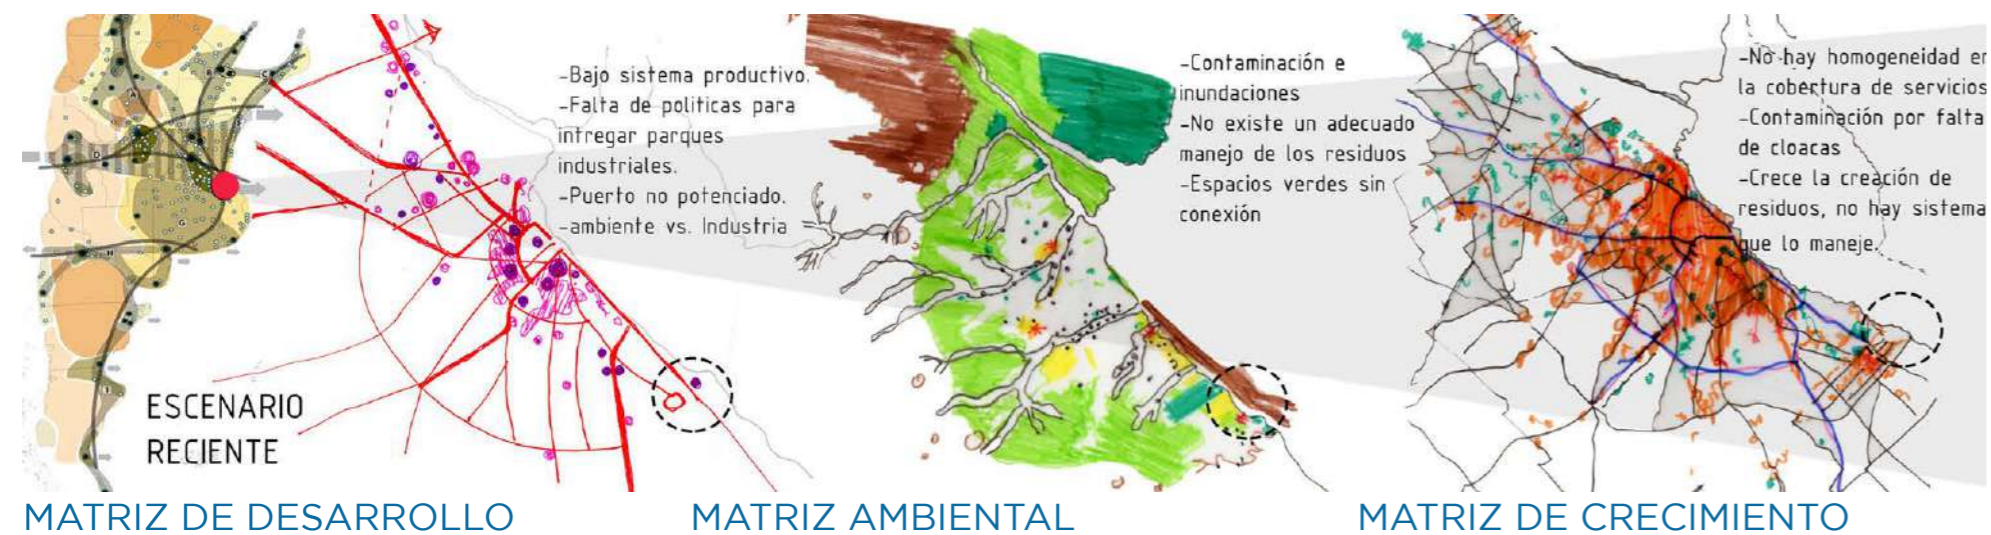 -Bajo sistema productivo.
-Falta de politicas para
intregar parques
industriales.
-Puerto no potenciado.
-ambiente vs. Industria
ESCENARIO
RECIENTE
MATRIZ DE DESARROLLO
-Contaminación e
inundaciones
-No existe un adecuado
manejo de los residuos
-Espacios verdes sin
conexión
MATRIZ AMBIENTAL
-No hay homogeneidad en
la cobertura de servicios
-Contaminación por falta
de cloacas
-Crece la creación de
residuos, no hay sistema
que lo maneje.
MATRIZ DE CRECIMIENTO